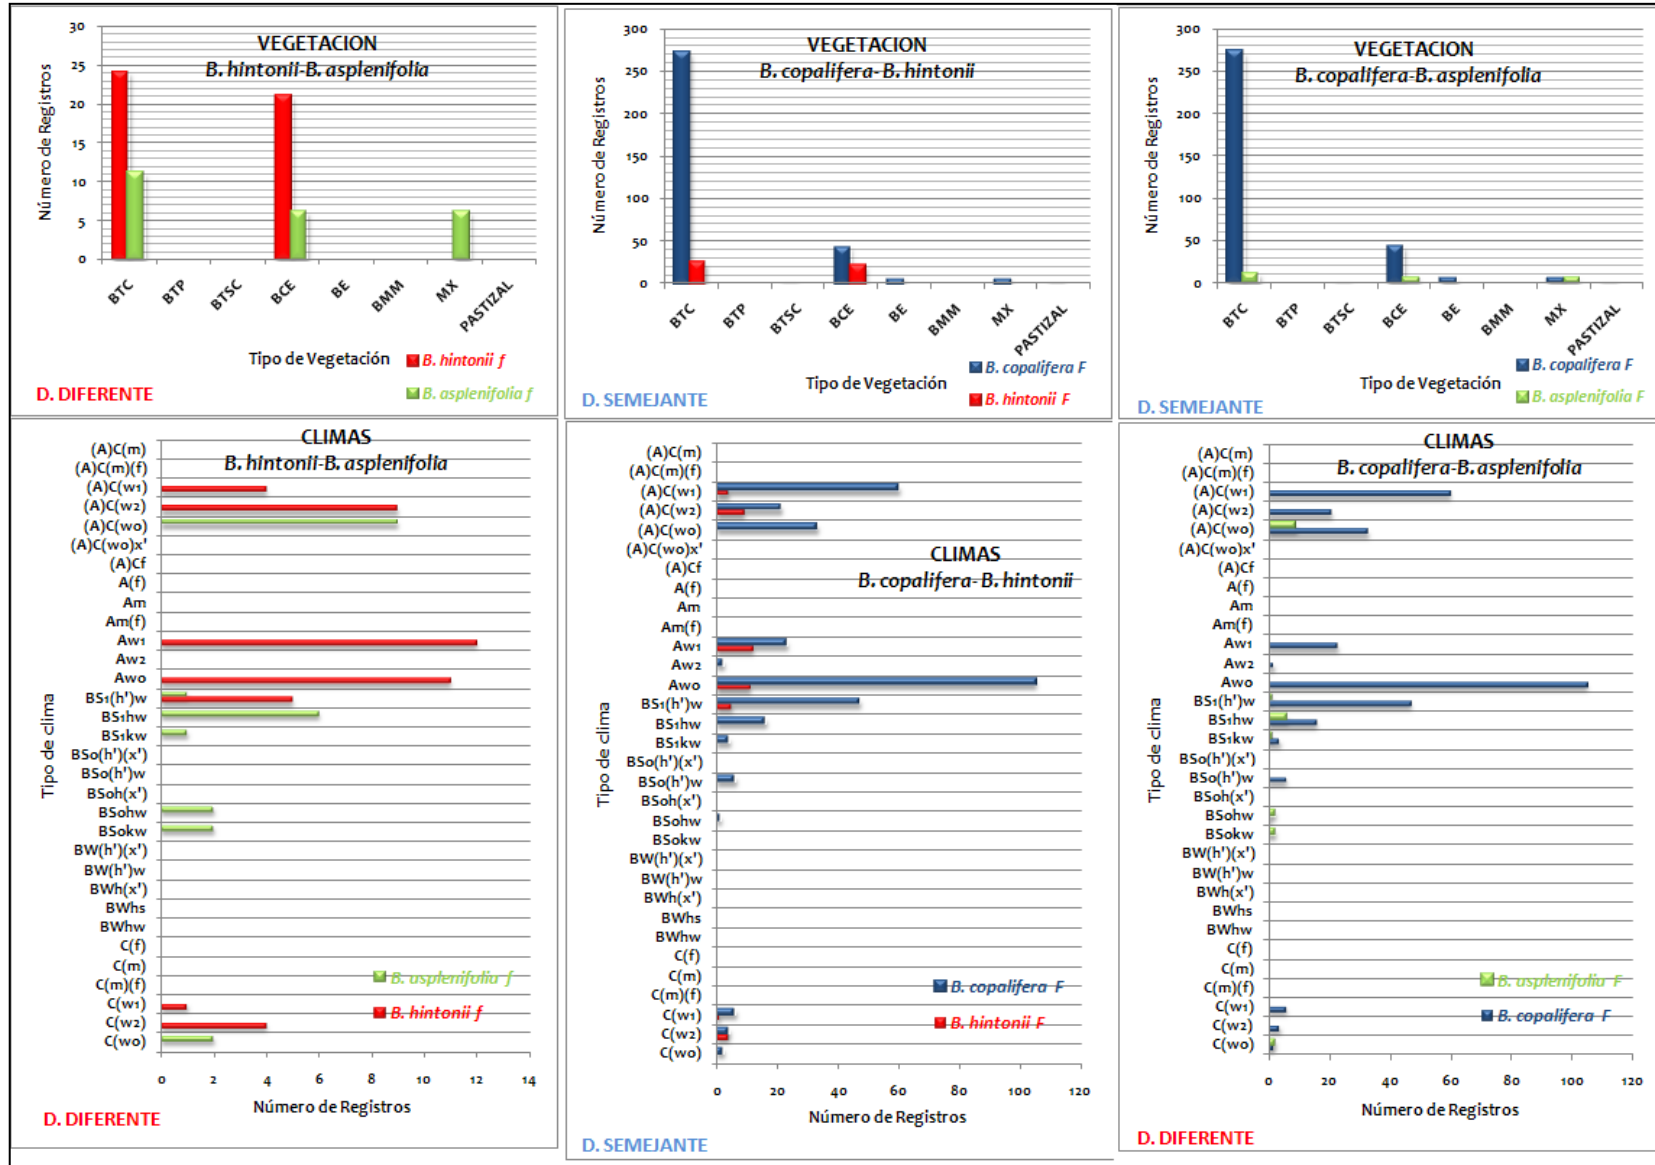 VEGETACION
B. hintonii-B. asplenifolia
Número de Registros
30
25
20
15
10
5
0
BTC
BTP
BTSC
BCE
BE
BMM
MX
PASTIZAL
Tipo de Vegetación
B. hintonii f
B. asplenifolia f
D. DIFERENTE
VEGETACION
B. copalifera- B. hintonii
Número de Registros
300
250
200
150
100
50
0
BTC
BTP
BTSC
BCE
BE
BMM
MX
PASTIZAL
Tipo de Vegetación
B. copalifera F
B. hintonii F
D. SEMEJANTE
VEGETACION
B. copalifera-B. asplenifolia
Número de Registros
300
250
200
150
100
50
0
BTC
BTP
BTSC
BCE
BE
BMM
MX
PASTIZAL
Tipo de Vegetación
B. copalifera F
B. asplenifolia F
D. SEMEJANTE
CLIMAS
B. hintonii-B. asplenifolia
Tipo de clima
(A)C(m)
(A)C(m)(f)
(A)C(w1)
(A)C(w2)
(A)C(wo)
(A)C(wo)x'
(A)Cf
A(f)
Am
Am(f)
Aw1
Aw2
Awo
BS1(h')w
BS1hw
BS1kw
BSo(h')(x')
BSo(h')w
BSoh(x')
BSohw
BSokw
BW(h')(x')
BW(h')w
BWh(x')
BWhs
BWhw
C(f)
C(m)
C(m)(f)
C(w1)
C(w2)
C(wo)
B. asplenifolia f
B. hintonii f
0 2 4 6 8 10 12 14
Número de Registros
D. DIFERENTE
CLIMAS
B. copalifera- B. hintonii
Tipo de clima
(A)C(m)
(A)C(m)(f)
(A)C(w1)
(A)C(w2)
(A)C(wo)
(A)C(wo)x'
(A)Cf
A(f)
Am
Am(f)
Aw1
Aw2
Awo
BS1(h')w
BS1hw
BS1kw
BSo(h')(x')
BSo(h')w
BSoh(x')
BSohw
BSokw
BW(h')(x')
BW(h')w
BWh(x')
BWhs
BWhw
C(f)
C(m)
C(m)(f)
C(w1)
C(w2)
C(wo)
B. copalifera F
B. hintonii F
0 20 40 60 80 100 120
Número de Registros
D. SEMEJANTE
CLIMAS
B. copalifera-B. asplenifolia
Tipo de clima
(A)C(m)
(A)C(m)(f)
(A)C(w1)
(A)C(w2)
(A)C(wo)
(A)C(wo)x'
(A)Cf
A(f)
Am
Am(f)
Aw1
Aw2
Awo
BS1(h')w
BS1hw
BS1kw
BSo(h')(x')
BSo(h')w
BSoh(x')
BSohw
BSokw
BW(h')(x')
BW(h')w
BWh(x')
BWhs
BWhw
C(f)
C(m)
C(m)(f)
C(w1)
C(w2)
C(wo)
B. asplenifolia F
B. copalifera F
0 20 40 60 80 100 120
Número de Registros
D. DIFERENTE